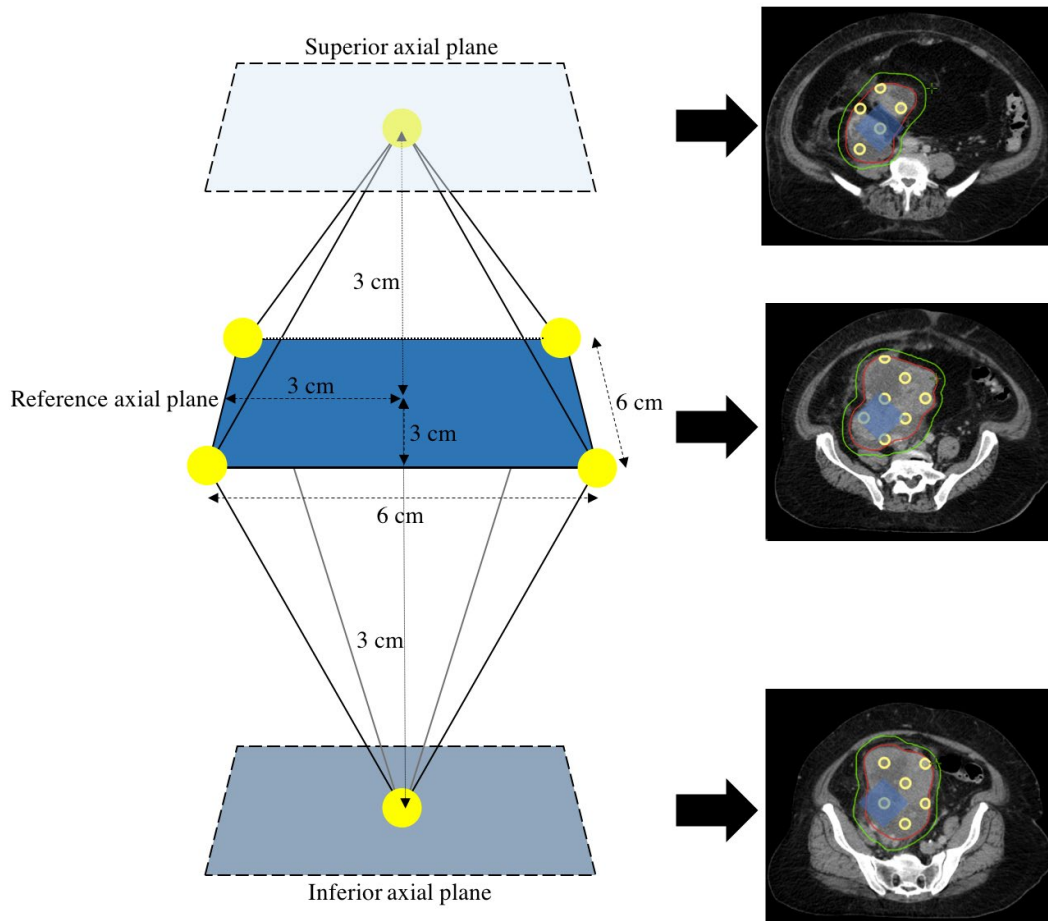 Superior axial plane
3 cm
3 cm
Reference axial plane
6 cm
3 cm
6 cm
3 cm
Inferior axial plane